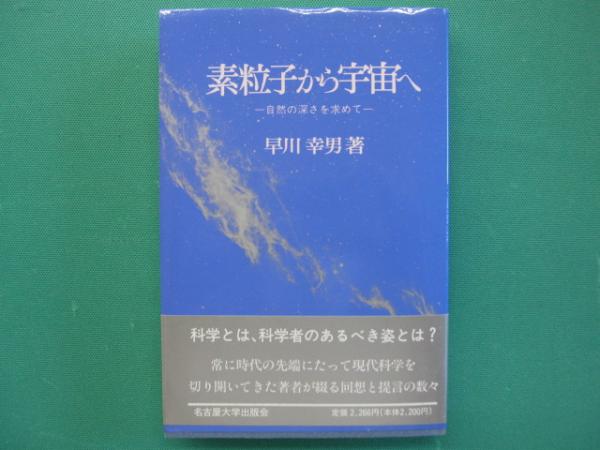 素粒子から宇宙へ
―自然の深さを求めて―
早川 幸男 著
科学とは、科学者のあるべき姿とは?
常に時代の先端にたって現代科学を
切り開いてきた著者が綴る回想と提言の数々
名古屋大学出版会 定価2,266円(本体2,200円)